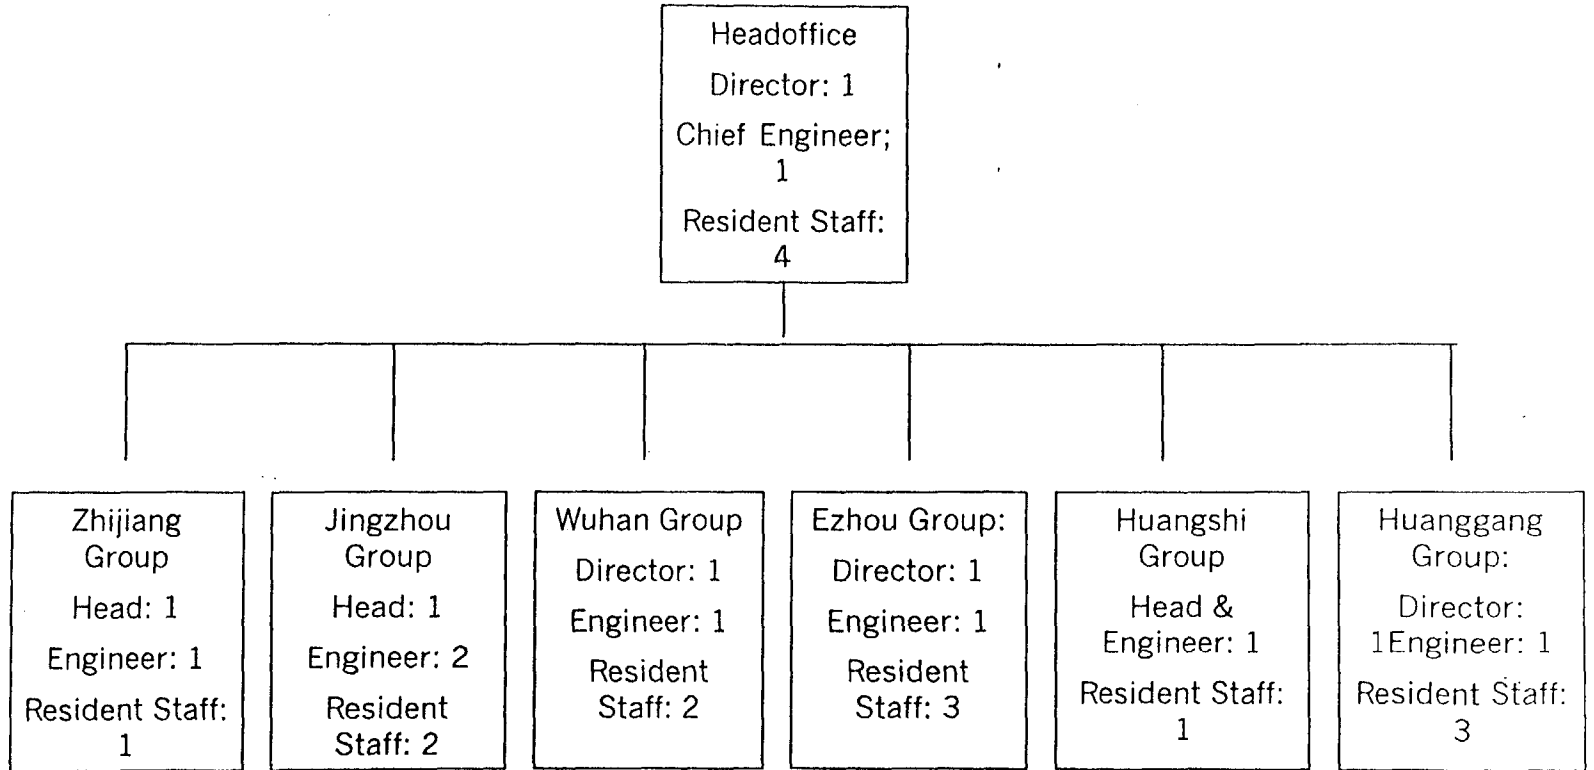 Headoffice
Director: 1
Chief Engineer;
1
Resident Staff:
4
Zhijiang
Group
Head: 1
Engineer: 1
Resident Staff:
1
Jingzhou
Group
Head: 1
Engineer: 2
Resident
Staff: 2
Wuhan Group
Director: 1
Engineer: 1
Resident
Staff: 2
Ezhou Group:
Director: 1
Engineer: 1
Resident
Staff: 3
Huangshi
Group
Head &
Engineer: 1
Resident Staff:
1
Huanggang
Group:
Director:
1Engineer: 1
Resident Staff:
3